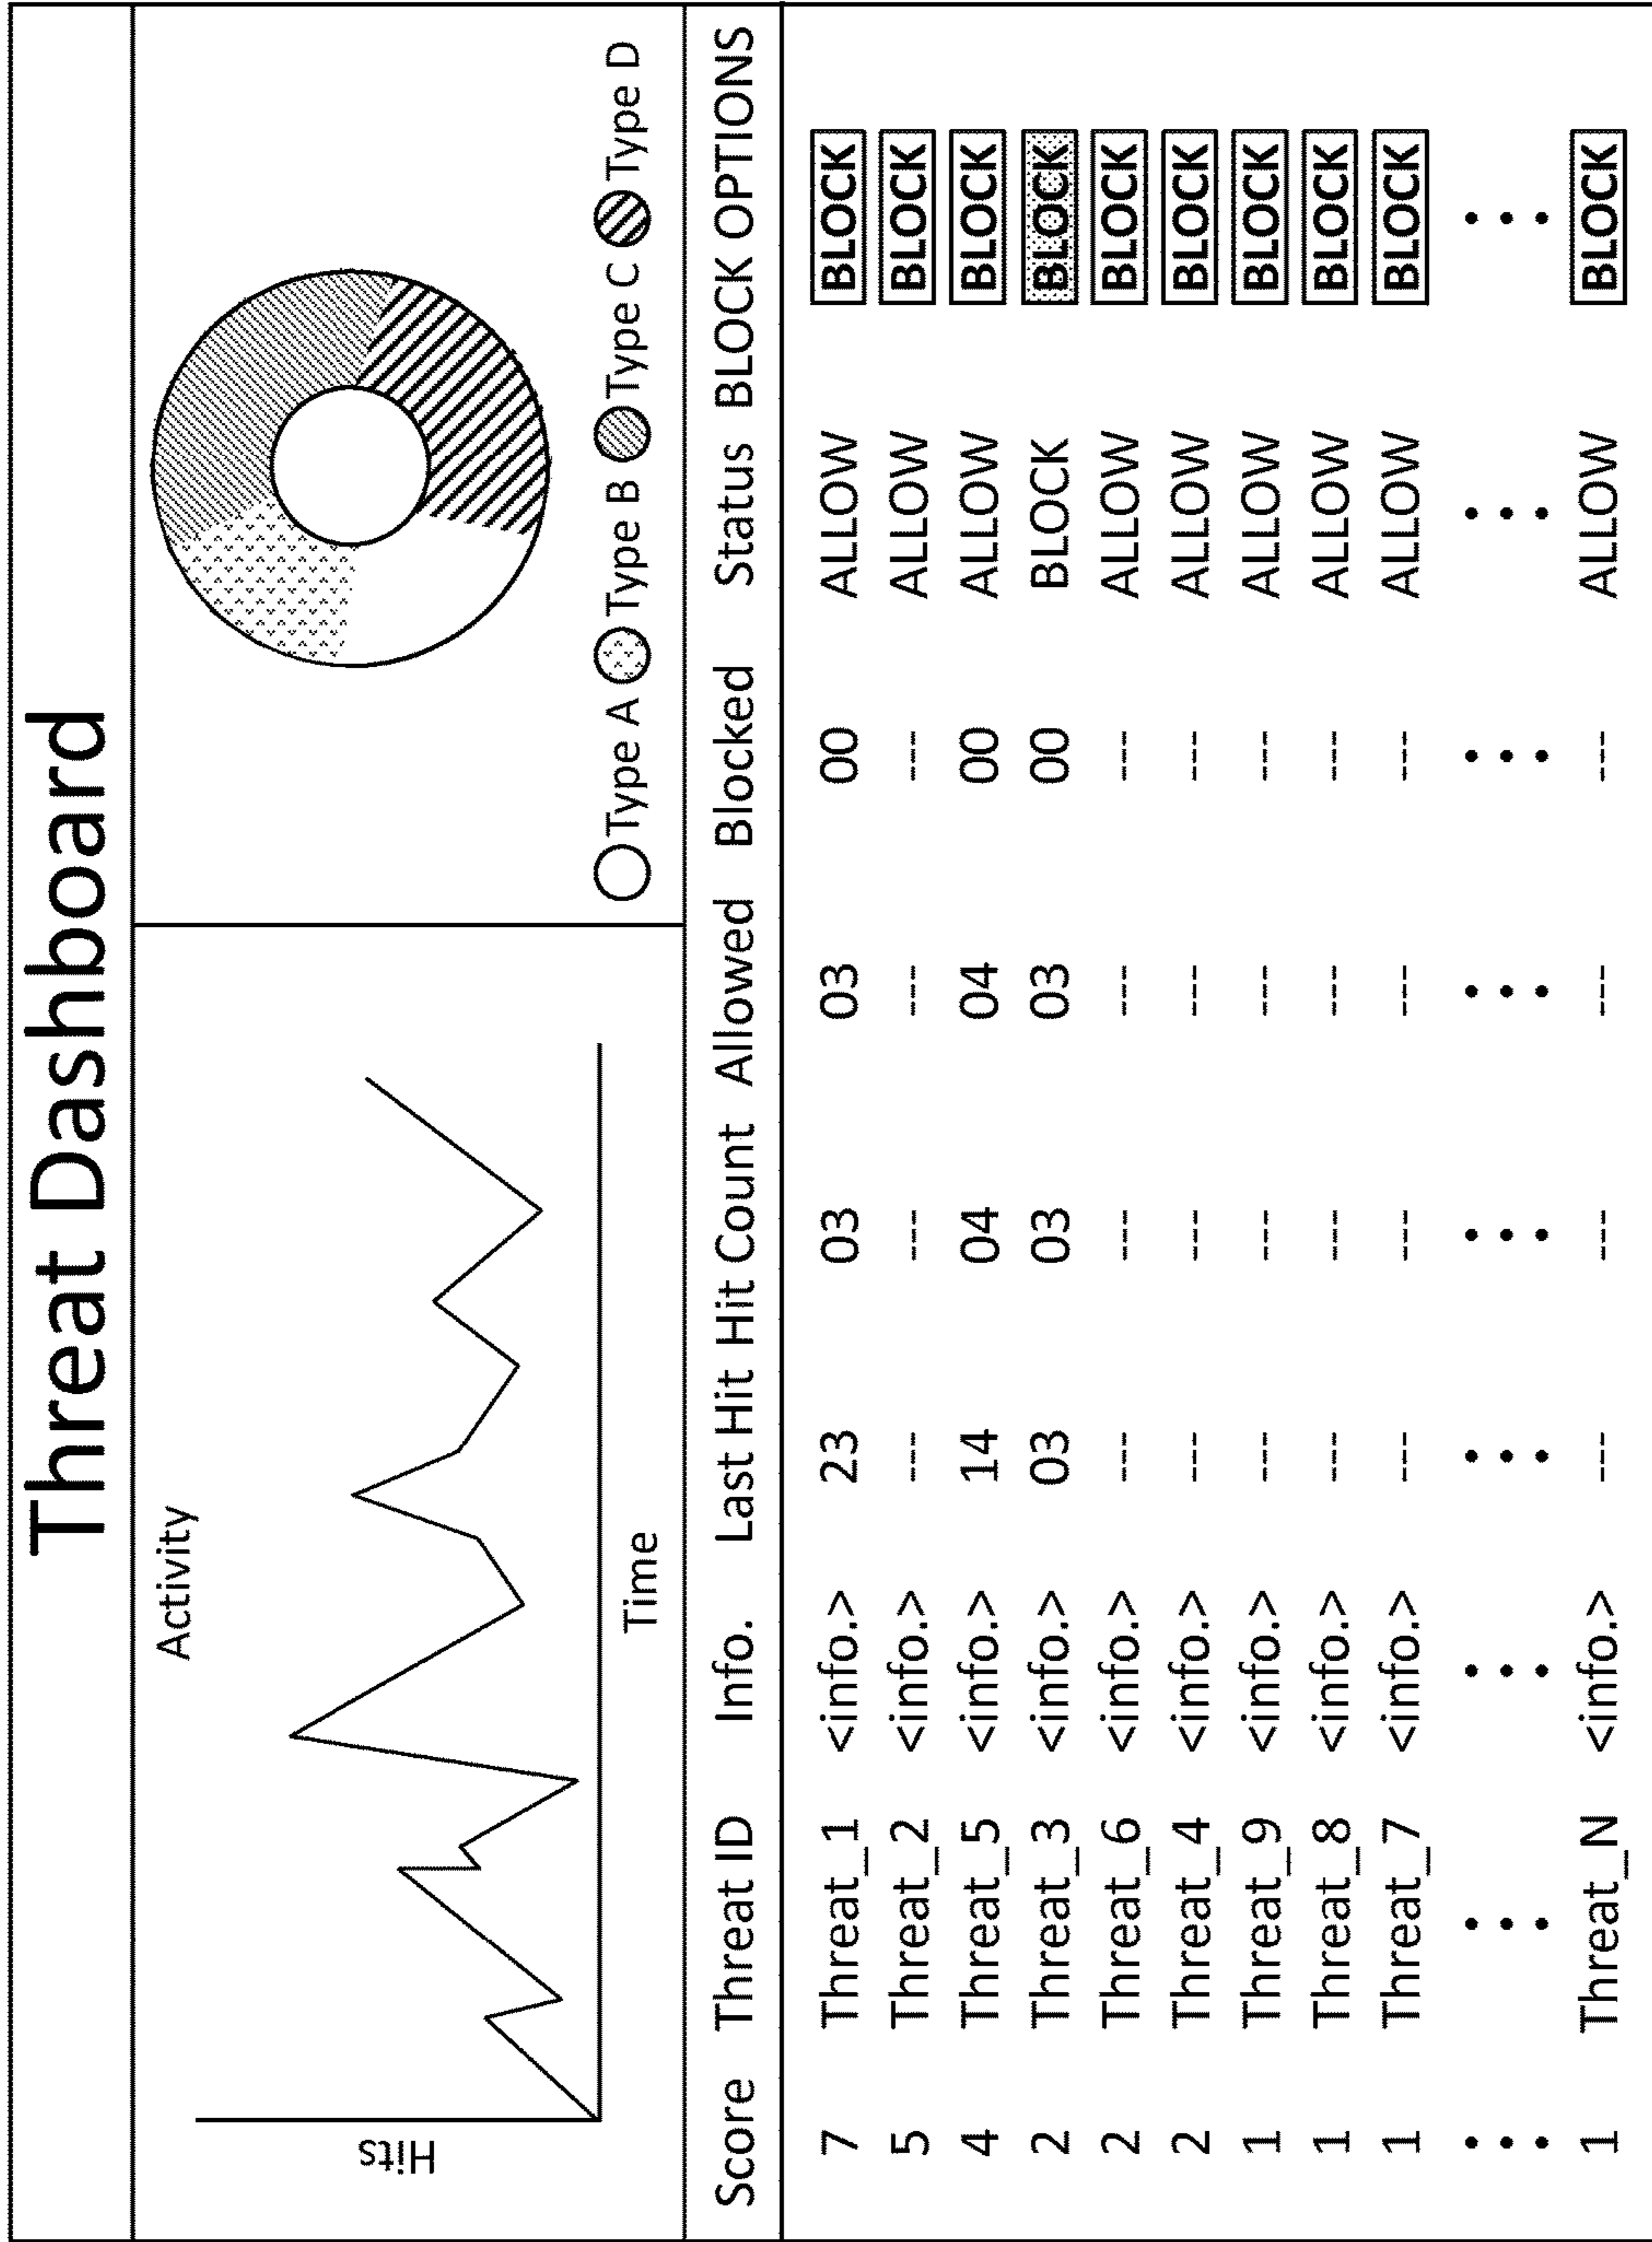 Threat Dashboard
Activity
Hits
Time
Type A Type B Type C Type D
Score Threat ID Info. Last Hit Hit Count Allowed Blocked Status BLOCK OPTIONS
7 Threat_1 <info.> 23 03 03 00 ALLOW BLOCK
5 Threat_2 <info.> --- --- --- --- ALLOW BLOCK
4 Threat_5 <info.> 14 04 04 00 ALLOW BLOCK
2 Threat_3 <info.> 03 03 03 00 BLOCK BLOCK
2 Threat_6 <info.> --- --- --- --- ALLOW BLOCK
2 Threat_4 <info.> --- --- --- --- ALLOW BLOCK
1 Threat_9 <info.> --- --- --- --- ALLOW BLOCK
1 Threat_8 <info.> --- --- --- --- ALLOW BLOCK
1 Threat_7 <info.> --- --- --- --- ALLOW BLOCK
1 Threat_N <info.> --- --- --- --- ALLOW BLOCK